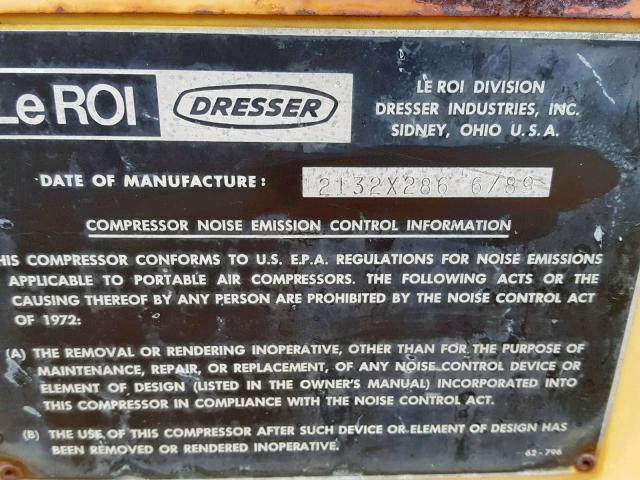 Le ROI DRESSER
LE ROI DIVISION
DRESSER INDUSTRIES, INC.
SIDNEY, OHIO U.S.A.
DATE OF MANUFACTURE: 2132X286 6/89
COMPRESSOR NOISE EMISSION CONTROL INFORMATION
THIS COMPRESSOR CONFORMS TO U.S. E.P.A. REGULATIONS FOR NOISE EMISSIONS
APPLICABLE TO PORTABLE AIR COMPRESSORS. THE FOLLOWING ACTS OR THE
CAUSING THEREOF BY ANY PERSON ARE PROHIBITED BY THE NOISE CONTROL ACT
OF 1972:
(A) THE REMOVAL OR RENDERING INOPERATIVE, OTHER THAN FOR THE PURPOSE OF
MAINTENANCE, REPAIR, OR REPLACEMENT, OF ANY NOISE CONTROL DEVICE OR
ELEMENT OF DESIGN (LISTED IN THE OWNER'S MANUAL) INCORPORATED INTO
THIS COMPRESSOR IN COMPLIANCE WITH THE NOISE CONTROL ACT.
(B) THE USE OF THIS COMPRESSOR AFTER SUCH DEVICE OR ELEMENT OF DESIGN HAS
BEEN REMOVED OR RENDERED INOPERATIVE.
62-796